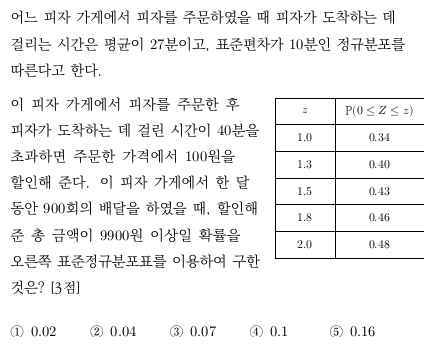 어느 피자 가게에서 피자를 주문하였을 때 피자가 도착하는 데
걸리는 시간은 평균이 27분이고, 표준편차가 10분인 정규분포를
따른다고 한다.
이 피자 가게에서 피자를 주문한 후
피자가 도착하는 데 걸린 시간이 40분을
초과하면 주문한 가격에서 100원을
할인해 준다. 이 피자 가게에서 한 달
동안 900회의 배달을 하였을 때, 할인해
준 총 금액이 9900원 이상일 확률을
오른쪽 표준정규분포표를 이용하여 구한
것은? [3점]
z P(0 ≤ Z ≤ z)
1.0 0.34
1.3 0.40
1.5 0.43
1.8 0.46
2.0 0.48
① 0.02 ② 0.04 ③ 0.07 ④ 0.1 ⑤ 0.16